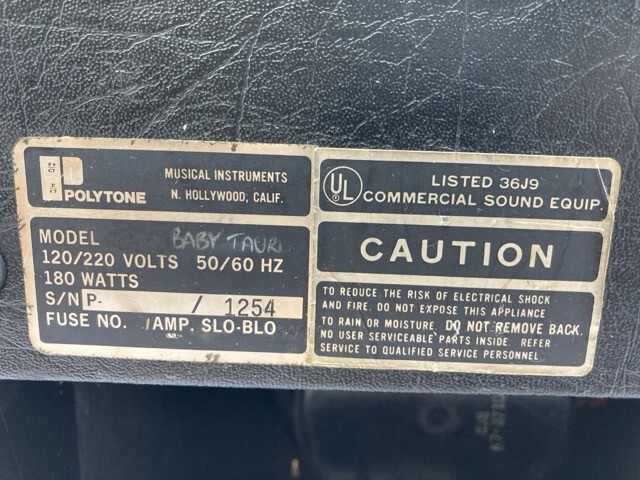 POLYTONE
MUSICAL INSTRUMENTS
N. HOLLYWOOD, CALIF.
MODEL BABY TAURUS
120/220 VOLTS 50/60 HZ
180 WATTS
S/N P- / 1254
FUSE NO. 1AMP. SLO-BLO
UL
LISTED 36J9
COMMERCIAL SOUND EQUIP.
CAUTION
TO REDUCE THE RISK OF ELECTRICAL SHOCK
AND FIRE. DO NOT EXPOSE THIS APPLIANCE
TO RAIN OR MOISTURE. DO NOT REMOVE BACK.
NO USER SERVICEABLE PARTS INSIDE. REFER
SERVICE TO QUALIFIED SERVICE PERSONNEL.